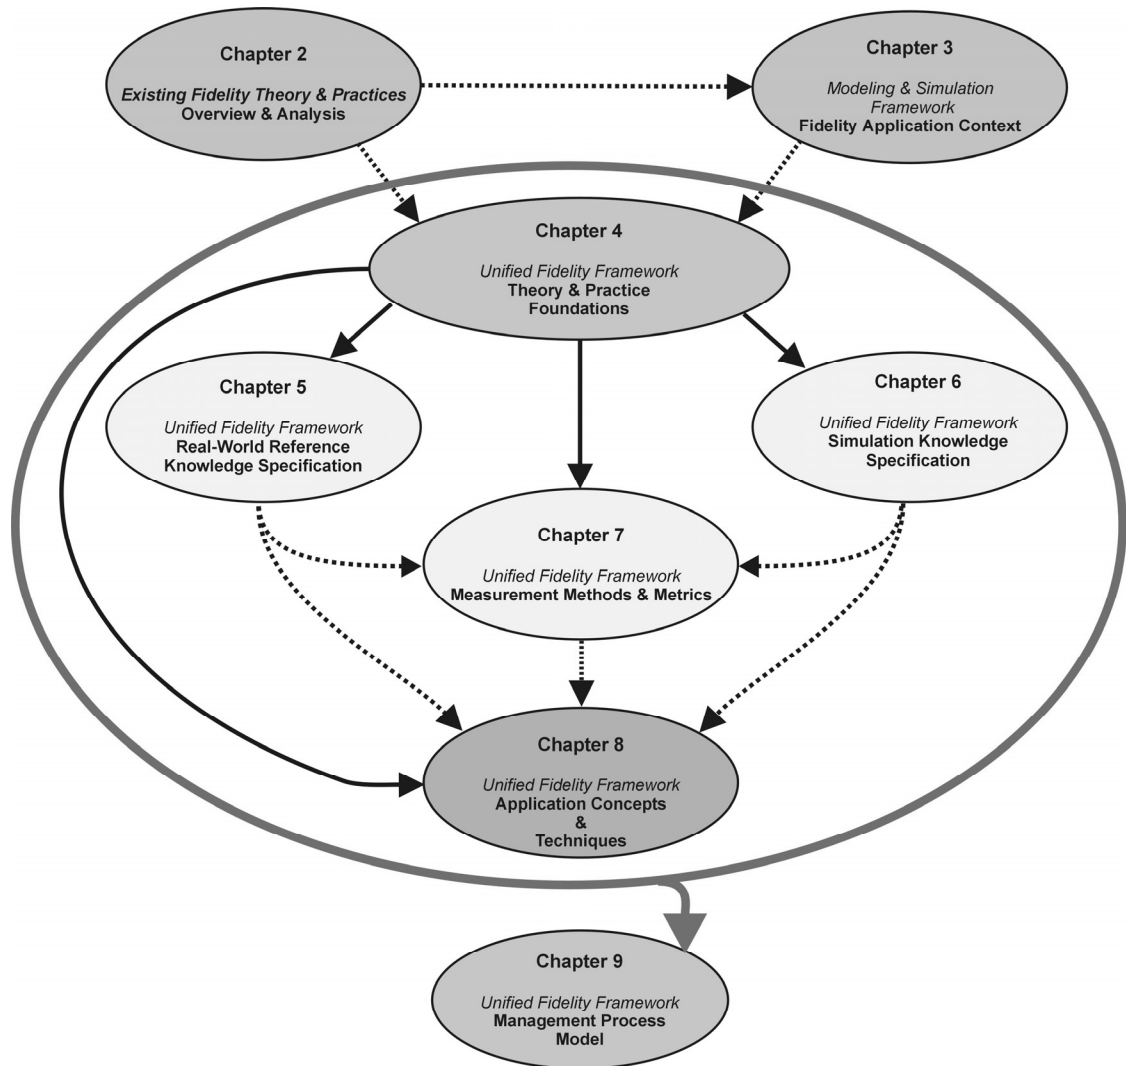 Chapter 2
Existing Fidelity Theory & Practices
Overview & Analysis
Chapter 3
Modeling & Simulation
Framework
Fidelity Application Context
Chapter 4
Unified Fidelity Framework
Theory & Practice
Foundations
Chapter 5
Unified Fidelity Framework
Real-World Reference
Knowledge Specification
Chapter 6
Unified Fidelity Framework
Simulation Knowledge
Specification
Chapter 7
Unified Fidelity Framework
Measurement Methods & Metrics
Chapter 8
Unified Fidelity Framework
Application Concepts
&
Techniques
Chapter 9
Unified Fidelity Framework
Management Process
Model